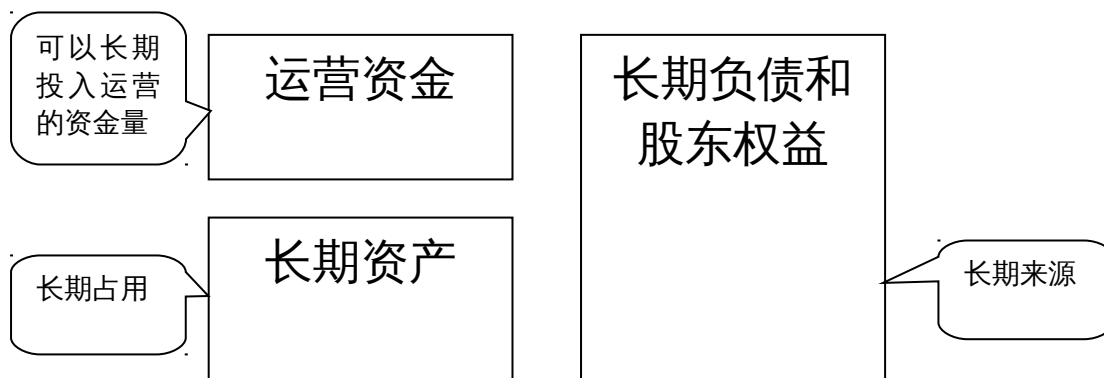 可以长期
投入运营
的资金量
运营资金
长期负债和
股东权益
长期资产
长期占用
长期来源